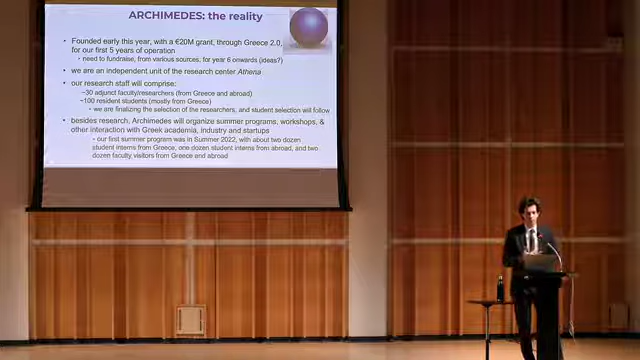 ARCHIMEDES: the reality
• Founded early this year, with a €20M grant, through Greece 2.0,
for our first 5 years of operation
• need to fundraise, from various sources, for year 6 onwards (ideas?)
• we are an independent unit of the research center Athena
• our research staff will comprise:
~30 adjunct faculty/researchers (from Greece and abroad)
~100 resident students (mostly from Greece)
• we are finalizing the selection of the researchers, and student selection will follow
• besides research, Archimedes will organize summer programs, workshops, &
other interaction with Greek academia, industry and startups
• our first summer program was in Summer 2022, with about two dozen
student interns from Greece, one dozen student interns from abroad, and two
dozen faculty visitors from Greece and abroad